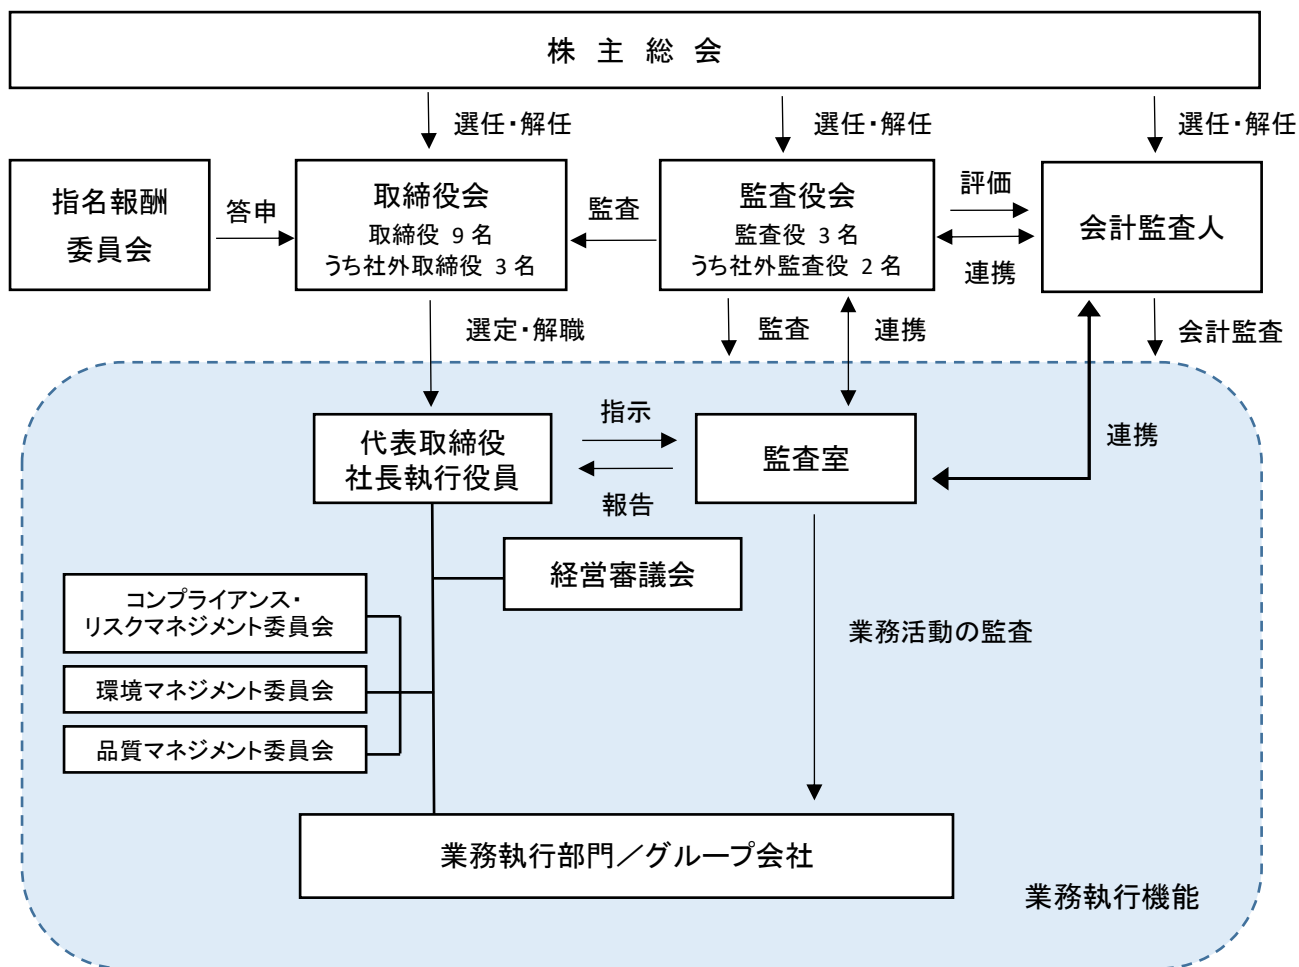 株主総会
選任・解任
選任・解任
選任・解任
指名報酬
委員会
答申
取締役会
取締役 9 名
うち社外取締役 3 名
監査
監査役会
監査役 3 名
うち社外監査役 2 名
評価
連携
会計監査人
選定・解職
監査
連携
会計監査
代表取締役
社長執行役員
指示
報告
監査室
連携
経営審議会
コンプライアンス・
リスクマネジメント委員会
環境マネジメント委員会
品質マネジメント委員会
業務活動の監査
業務執行部門／グループ会社
業務執行機能